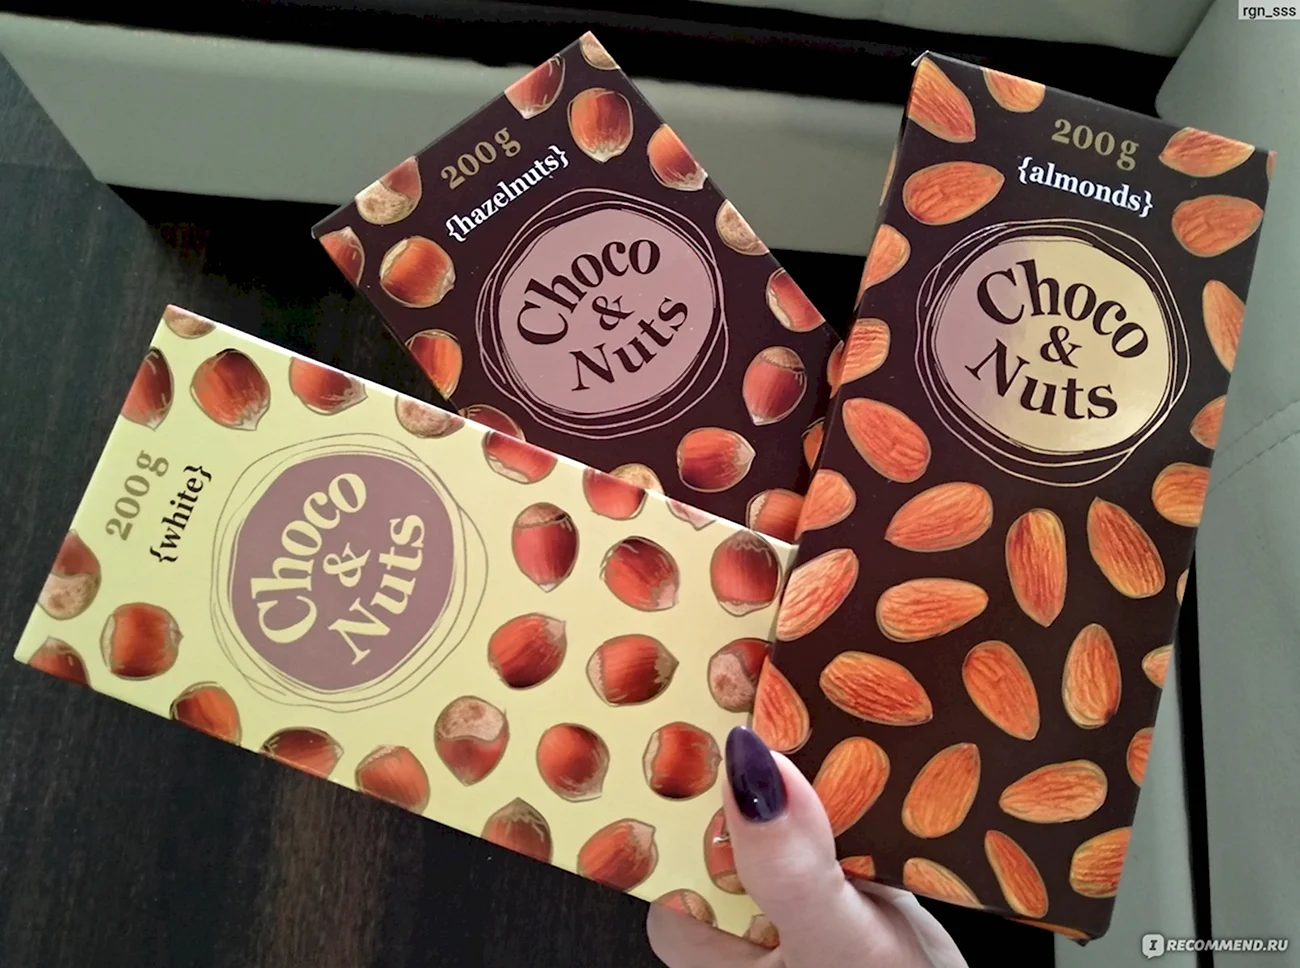 rgn_sss
200g
{hazelnuts}
Choco
&
Nuts
200g
{almonds}
Choco
&
Nuts
200g
{white}
Choco
&
Nuts
I RECOMMEND.RU